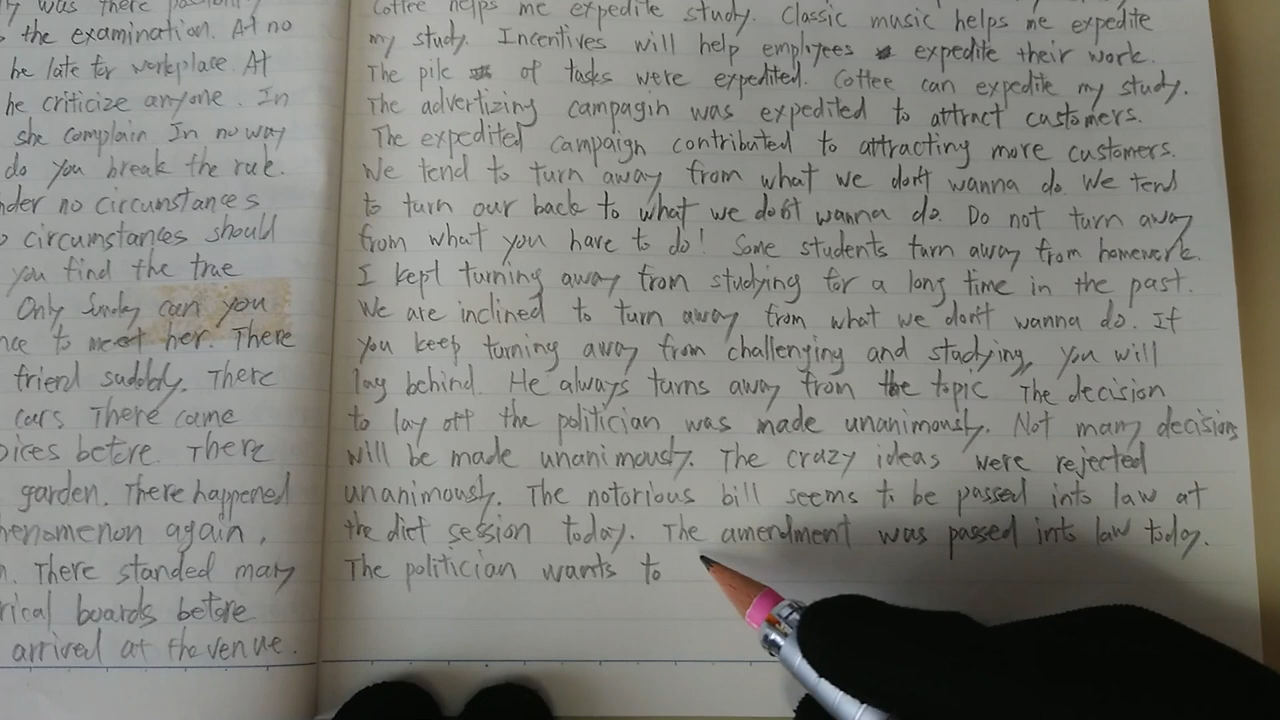 was there
the examination. At no
he late for workplace. At
he criticize anyone. In
she complain In no way
do you break the rule.
nder no circumstances
circumstances should
you find the true
Only Sunday can you
nce to meet her. There
friend suddly. There
cars There came
oices before. There
garden. There happened
henomenon again,
n. There standed many
rical boards before
arrived at the venue.
Coffee helps me expedite study. Classic music helps me expedite
my study. Incentives will help employees expedite their work.
The pile of tasks were expedited. Coffee can expedite my study.
The advertizing campagin was expedited to attract customers.
The expedited campaign contributed to attracting more customers.
We tend to turn away from what we don't wanna do. We tend
to turn our back to what we don't wanna do. Do not turn away
from what you have to do! Some students turn away from homework.
I kept turning away from studying for a long time in the past.
We are inclined to turn away from what we don't wanna do. If
you keep turning away from challenging and studying, you will
lag behind. He always turns away from the topic The decision
to lay off the politician was made unanimously. Not many decisions
will be made unanimously. The crazy ideas were rejected
unanimously. The notorious bill seems to be passed into law at
the diet session today. The amendment was passed into law today.
The politician wants to